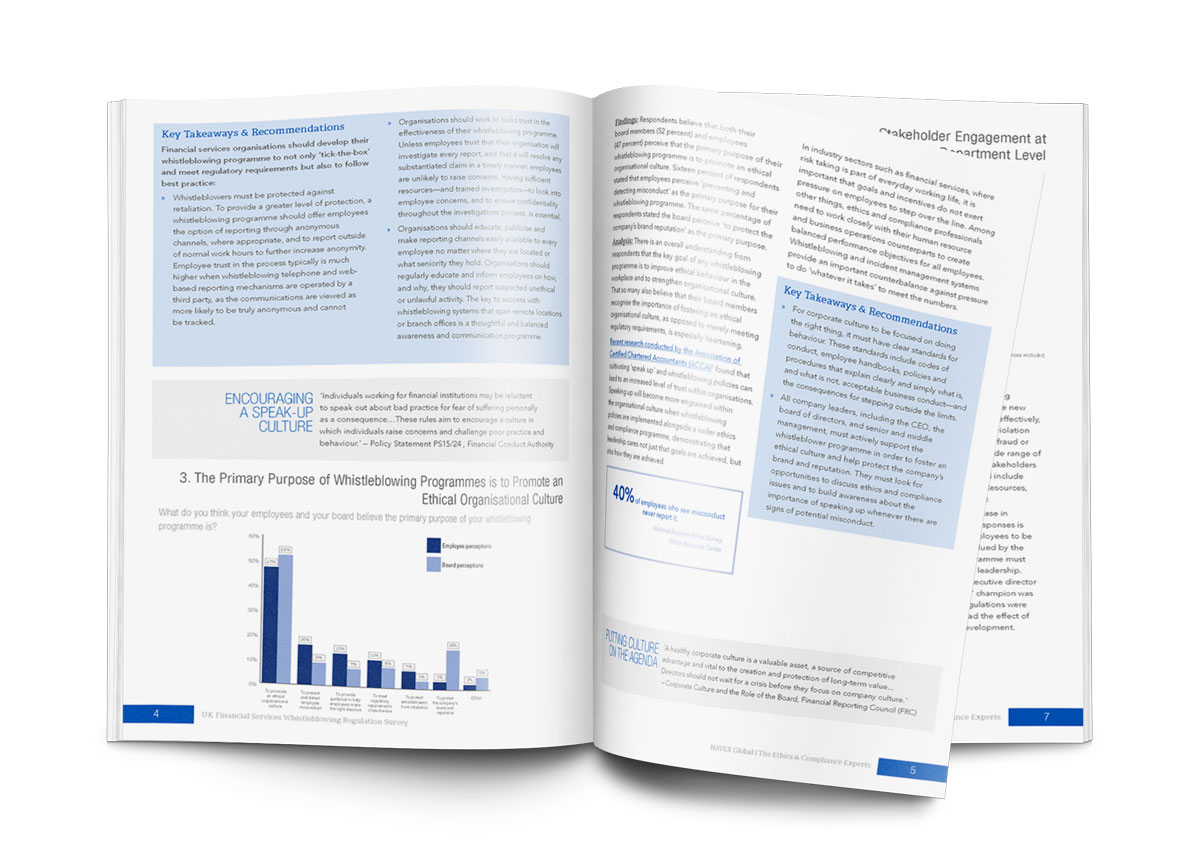 Key Takeaways & Recommendations
Financial services organisations should develop their
whistleblowing programme to not only 'tick-the-box'
and meet regulatory requirements but also to follow
best practice:
Whistleblowers must be protected against
retaliation. To provide a greater level of protection, a
whistleblowing programme should offer employees
the option of reporting through anonymous
channels, where appropriate, and to report outside
of normal work hours to further increase anonymity.
Employee trust in the process typically is much
higher when whistleblowing telephone and web-
based reporting mechanisms are operated by a
third party, as the communications are viewed as
more likely to be truly anonymous and cannot
be tracked.
Organisations should work to build trust in the
effectiveness of their whistleblowing programme.
Unless employees trust that their organisation will
investigate every report, and that it will resolve any
substantiated claim in a timely manner, employees
are unlikely to raise concerns. Having sufficient
resources—and trained investigators—to look into
employee concerns, and to ensure confidentiality
throughout the investigations process, is essential.
Organisations should educate, publicise and
make reporting channels easily available to every
employee no matter where they are located or
what seniority they hold. Organisations should
regularly educate and inform employees on how,
and why, they should report suspected unethical
or unlawful activity. The key to success with
whistleblowing systems that span remote locations
or branch offices is a thoughtful and balanced
awareness and communication programme.
ENCOURAGING
A SPEAK-UP
CULTURE
'Individuals working for financial institutions may be reluctant
to speak out about bad practice for fear of suffering personally
as a consequence…These rules aim to encourage a culture in
which individuals raise concerns and challenge poor practice and
behaviour.' – Policy Statement PS15/24 , Financial Conduct Authority
3. The Primary Purpose of Whistleblowing Programmes is to Promote an
Ethical Organisational Culture
What do you think your employees and your board believe the primary purpose of your whistleblowing
programme is?
60%
50%
40%
30%
20%
10%
0%
47%
52%
16%
Employee perceptions
Board perceptions
To promote
an ethical
organisational
culture
To prevent
and detect
employee
misconduct
To provide
guidance to help
employees make
the right decision
To meet
regulatory
requirements
To protect
whistleblowers
from retaliation
To protect
the company's
brand and
reputation
Other
4
UK Financial Services Whistleblowing Regulation Survey
Findings: Respondents believe that both their
board members (52 percent) and employees
(47 percent) perceive that the primary purpose of their
whistleblowing programme is to promote an ethical
organisational culture. Sixteen percent of respondents
stated that employees perceive 'preventing and
detecting misconduct' as the primary purpose for their
whistleblowing programme. The same percentage of
respondents stated the board perceive 'to protect the
company's brand reputation' as the primary purpose.
Analysis: There is an overall understanding from
respondents that the key goal of any whistleblowing
programme is to improve ethical behaviour in the
workplace and to strengthen organisational culture.
That so many also believe that their board members
recognise the importance of fostering an ethical
organisational culture, as opposed to merely meeting
regulatory requirements, is especially heartening.
Recent research conducted by the Association of
Certified Chartered Accountants (ACCA) found that
cultivating 'speak up' and whistleblowing policies can
lead to an increased level of trust within organisations.
Speaking up will become more engrained within
the organisational culture when whistleblowing
policies are implemented alongside a wider ethics
and compliance programme, demonstrating that
leadership cares not just that goals are achieved, but
also how they are achieved.
40% of employees who see misconduct
never report it.
National Business Ethics Survey,
Ethics Resource Center
In industry sectors such as financial services, where
risk taking is part of everyday working life, it is
important that goals and incentives do not exert
pressure on employees to step over the line. Among
other things, ethics and compliance professionals
need to work closely with their human resource
and business operations counterparts to create
balanced performance objectives for all employees.
Whistleblowing and incident management systems
provide an important counterbalance against pressure
to do 'whatever it takes' to meet the numbers.
Key Takeaways & Recommendations
For corporate culture to be focused on doing
the right thing, it must have clear standards for
behaviour. These standards include codes of
conduct, employee handbooks, policies and
procedures that explain clearly and simply what is,
and what is not, acceptable business conduct—and
the consequences for stepping outside the limits.
All company leaders, including the CEO, the
board of directors, and senior and middle
management, must actively support the
whistleblower programme in order to foster an
ethical culture and help protect the company's
brand and reputation. They must look for
opportunities to discuss ethics and compliance
issues and to build awareness about the
importance of speaking up whenever there are
signs of potential misconduct.
PUTTING CULTURE
ON THE AGENDA
'A healthy corporate culture is a valuable asset, a source of competitive
advantage and vital to the creation and protection of long-term value…
Directors should not wait for a crisis before they focus on company culture.'
– Corporate Culture and the Role of the Board, Financial Reporting Council (FRC)
NAVEX Global | The Ethics & Compliance Experts
5
Stakeholder Engagement at
Department Level
new
effectively,
fraud or
de range of
include
ase in
ponses is
ployees to be
ued by the
amme must
leadership.
ecutive director
champion was
gulations were
ad the effect of
evelopment.
nce Experts
7